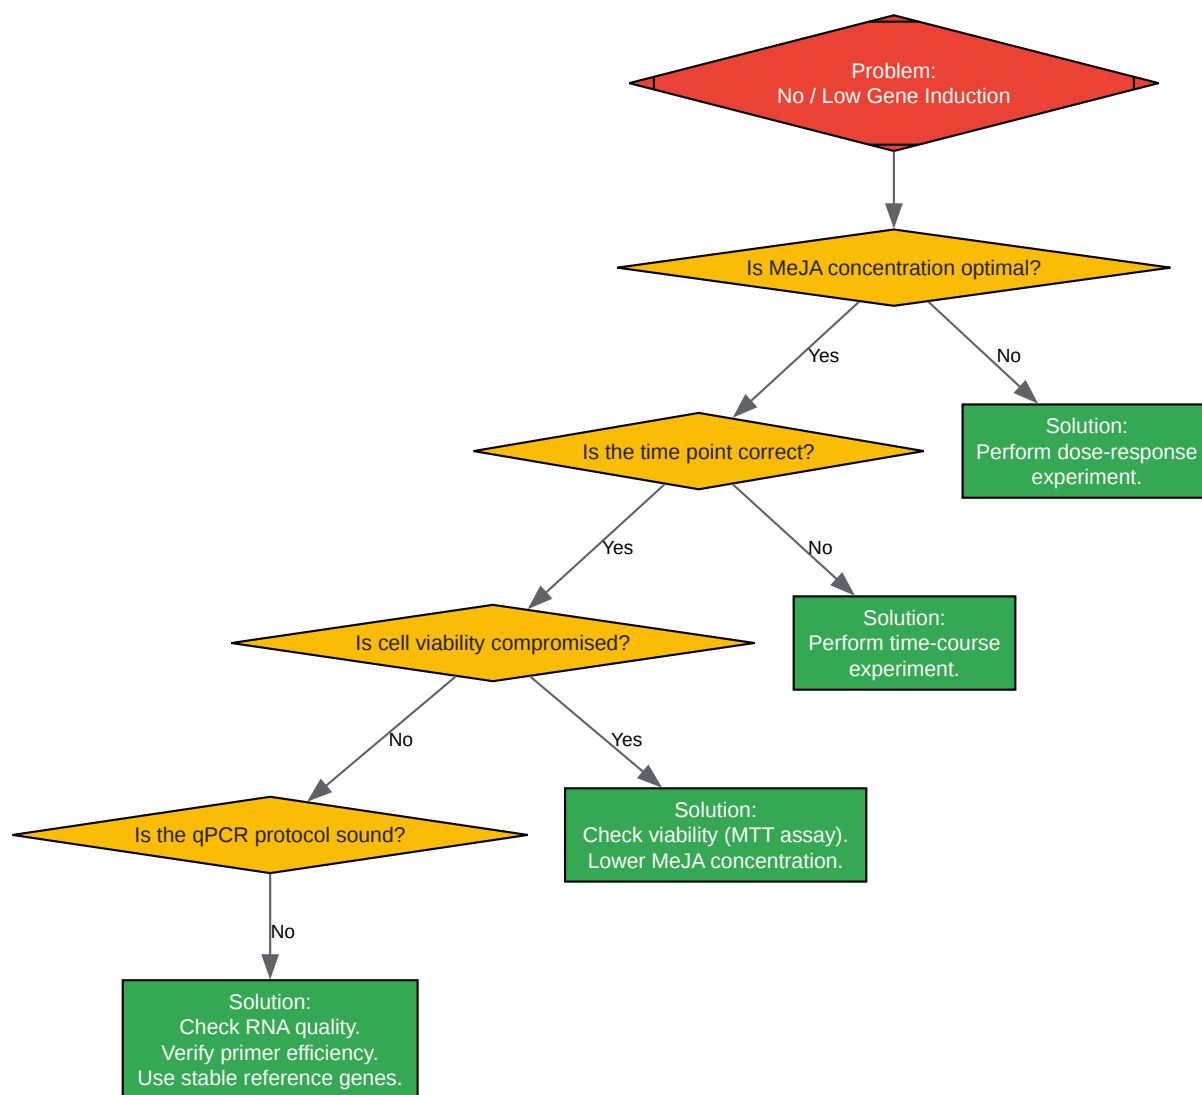 Problem:
No / Low Gene Induction
Is MeJA concentration optimal?
Yes
No
Solution:
Perform dose-response
experiment.
Is the time point correct?
Yes
No
Solution:
Perform time-course
experiment.
Is cell viability compromised?
No
Yes
Solution:
Check viability (MTT assay).
Lower MeJA concentration.
Is the qPCR protocol sound?
No
Solution:
Check RNA quality.
Verify primer efficiency.
Use stable reference genes.